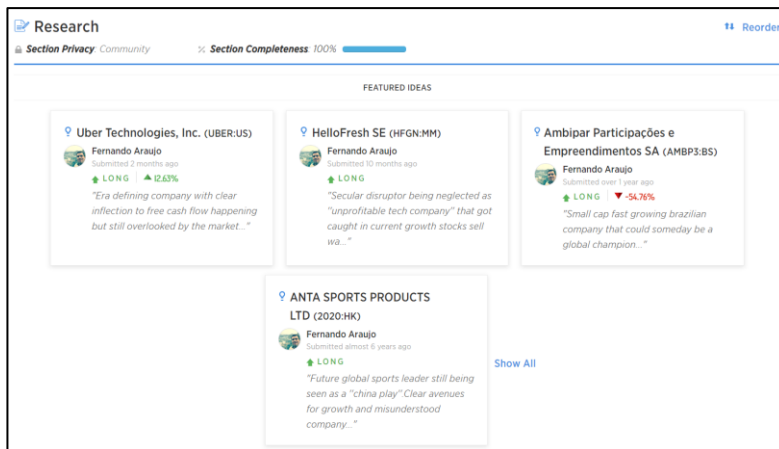 Research
Reorder
Section Privacy: Community
Section Completeness: 100%
FEATURED IDEAS
Uber Technologies, Inc. (UBER:US)
Fernando Araujo
Submitted 2 months ago
LONG 12.63%
"Era defining company with clear
inflection to free cash flow happening
but still overlooked by the market..."
HelloFresh SE (HFGN:MM)
Fernando Araujo
Submitted 10 months ago
LONG
"Secular disruptor being neglected as
"unprofitable tech company" that got
caught in current growth stocks sell
wa..."
Ambipar Participações e
Empreendimentos SA (AMBP3:BS)
Fernando Araujo
Submitted over 1 year ago
LONG -54.76%
"Small cap fast growing brazilian
company that could someday be a
global champion..."
ANTA SPORTS PRODUCTS
LTD (2020:HK)
Fernando Araujo
Submitted almost 6 years ago
LONG
"Future global sports leader still being
seen as a "china play".Clear avenues
for growth and misunderstood
company..."
Show All